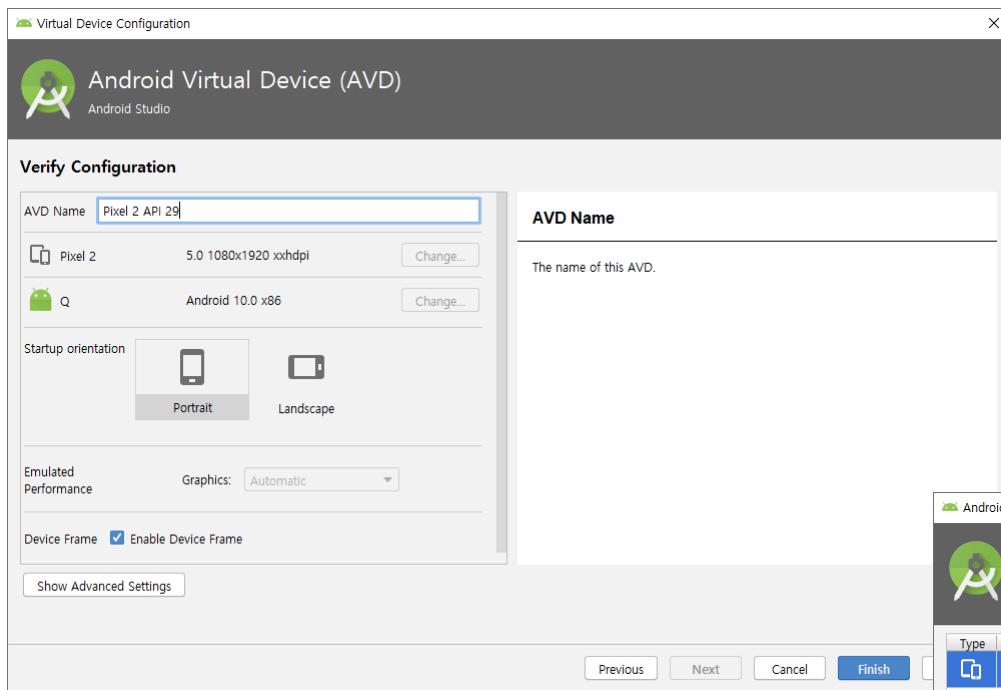 Virtual Device Configuration
Android Virtual Device (AVD)
Android Studio
Verify Configuration
AVD Name Pixel 2 API 29
Pixel 2 5.0 1080x1920 xxhdpi Change...
Q Android 10.0 x86 Change...
Startup orientation
Portrait Landscape
Emulated
Performance
Graphics: Automatic
Device Frame Enable Device Frame
Show Advanced Settings
AVD Name
The name of this AVD.
Previous Next Cancel Finish
Type